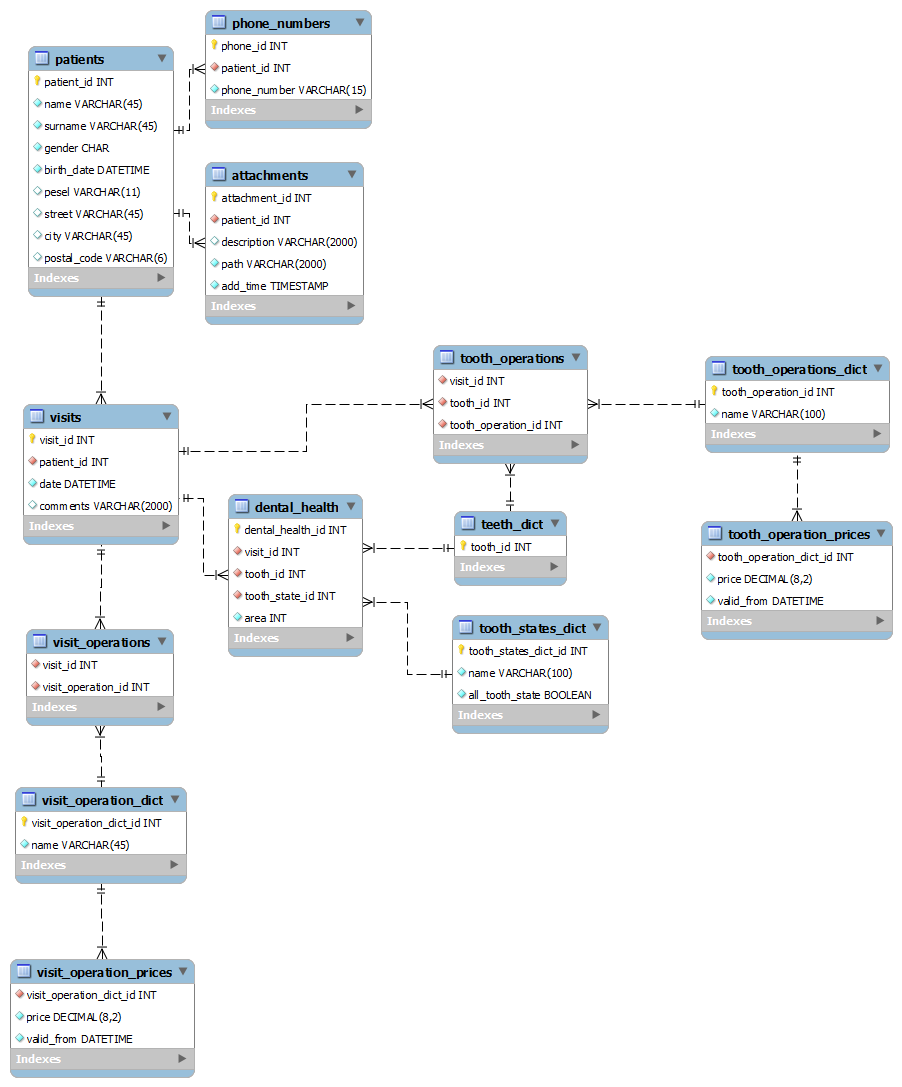 phone_numbers
phone_id INT
patient_id INT
phone_number VARCHAR(15)
Indexes
patients
patient_id INT
name VARCHAR(45)
surname VARCHAR(45)
gender CHAR
birth_date DATETIME
pesel VARCHAR(11)
street VARCHAR(45)
city VARCHAR(45)
postal_code VARCHAR(6)
Indexes
attachments
attachment_id INT
patient_id INT
description VARCHAR(2000)
path VARCHAR(2000)
add_time TIMESTAMP
Indexes
tooth_operations
visit_id INT
tooth_id INT
tooth_operation_id INT
Indexes
tooth_operations_dict
tooth_operation_id INT
name VARCHAR(100)
Indexes
visits
visit_id INT
patient_id INT
date DATETIME
comments VARCHAR(2000)
Indexes
dental_health
dental_health_id INT
visit_id INT
tooth_id INT
tooth_state_id INT
area INT
Indexes
teeth_dict
tooth_id INT
Indexes
tooth_operation_prices
tooth_operation_dict_id INT
price DECIMAL(8,2)
valid_from DATETIME
Indexes
tooth_states_dict
tooth_states_dict_id INT
name VARCHAR(100)
all_tooth_state BOOLEAN
Indexes
visit_operations
visit_id INT
visit_operation_id INT
Indexes
visit_operation_dict
visit_operation_dict_id INT
name VARCHAR(45)
Indexes
visit_operation_prices
visit_operation_dict_id INT
price DECIMAL(8,2)
valid_from DATETIME
Indexes